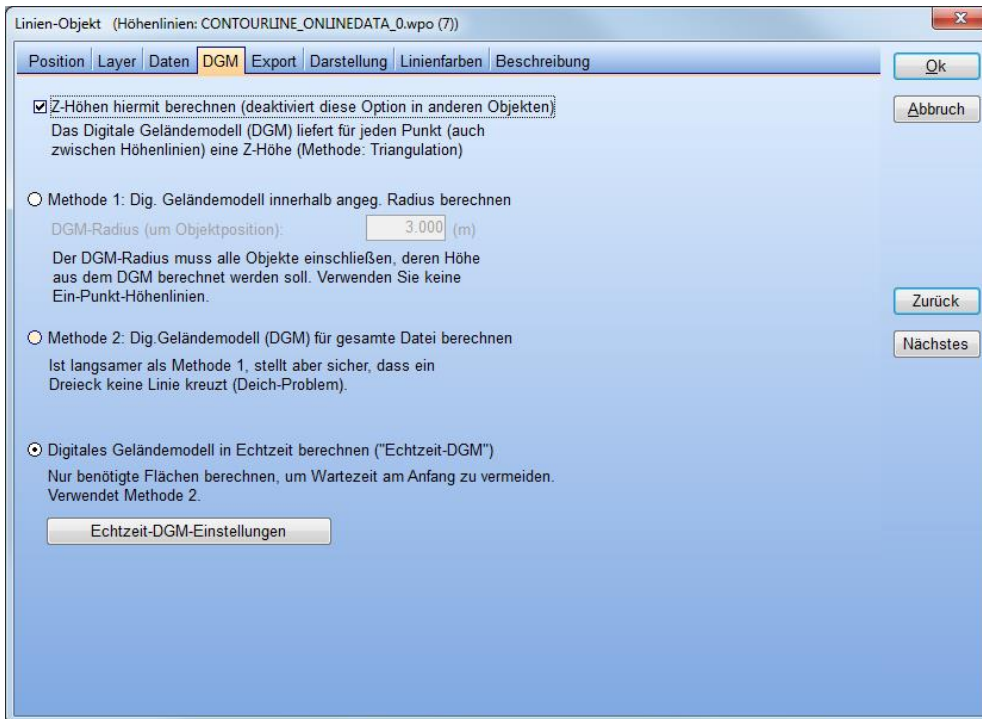 Linien-Objekt (Höhenlinien: CONTOURLINE_ONLINEDATA_0.wpo (7))
Position Layer Daten DGM Export Darstellung Linienfarben Beschreibung
Ok
Abbruch
Z-Höhen hiermit berechnen (deaktiviert diese Option in anderen Objekten)
Das Digitale Geländemodell (DGM) liefert für jeden Punkt (auch
zwischen Höhenlinien) eine Z-Höhe (Methode: Triangulation)
Methode 1: Dig. Geländemodell innerhalb angeg. Radius berechnen
DGM-Radius (um Objektposition): 3.000 (m)
Der DGM-Radius muss alle Objekte einschließen, deren Höhe
aus dem DGM berechnet werden soll. Verwenden Sie keine
Ein-Punkt-Höhenlinien.
Zurück
Nächstes
Methode 2: Dig.Geländemodell (DGM) für gesamte Datei berechnen
Ist langsamer als Methode 1, stellt aber sicher, dass ein
Dreieck keine Linie kreuzt (Deich-Problem).
Digitales Geländemodell in Echtzeit berechnen ("Echtzeit-DGM")
Nur benötigte Flächen berechnen, um Wartezeit am Anfang zu vermeiden.
Verwendet Methode 2.
Echtzeit-DGM-Einstellungen